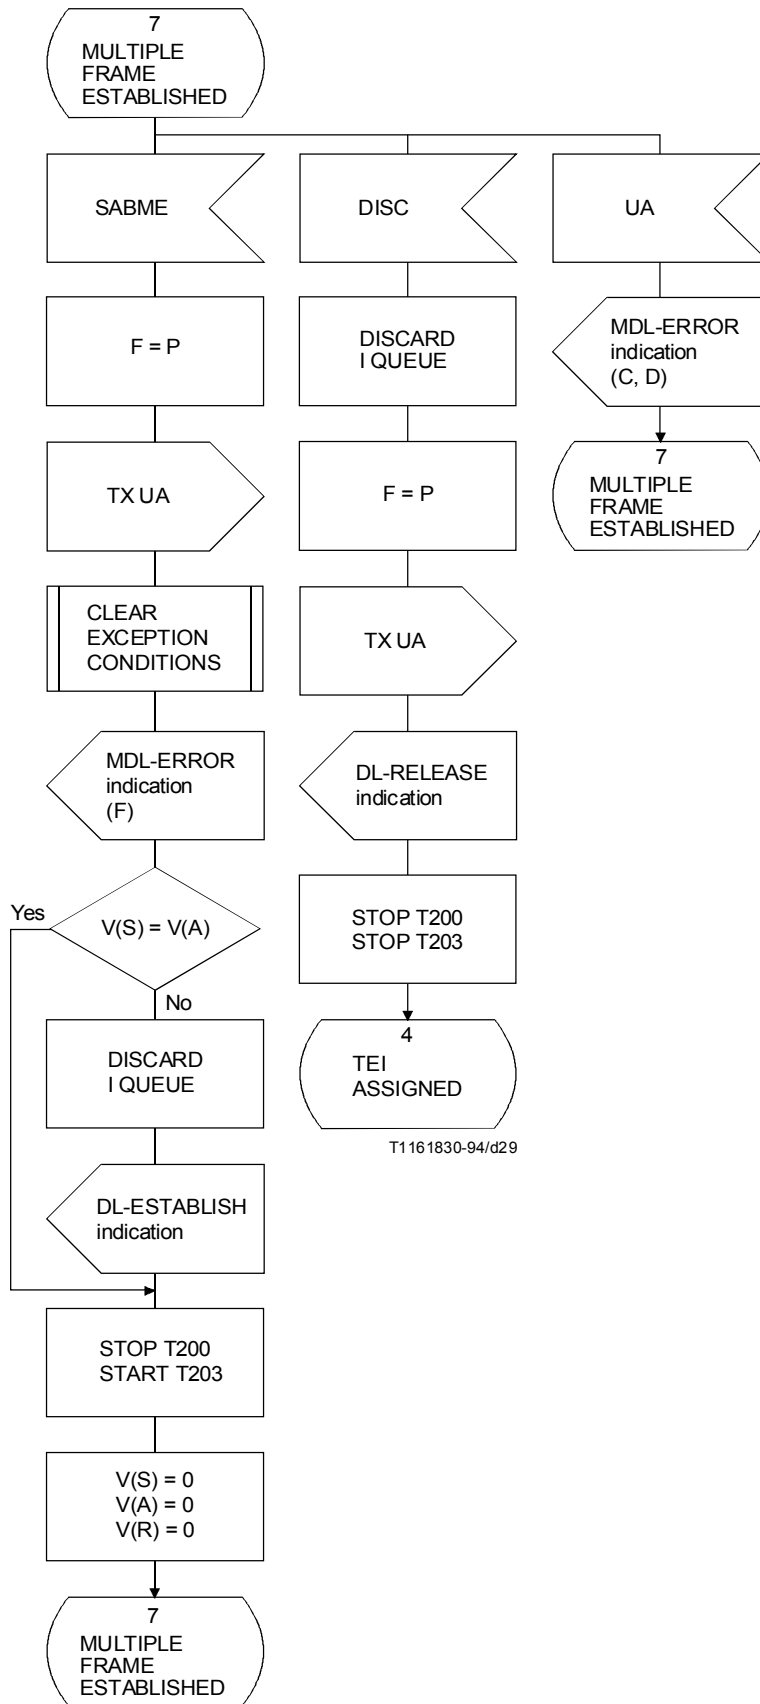 7
MULTIPLE
FRAME
ESTABLISHED
SABME
F = P
TX UA
CLEAR
EXCEPTION
CONDITIONS
MDL-ERROR
indication
(F)
Yes
V(S) = V(A)
No
DISCARD
I QUEUE
DL-ESTABLISH
indication
STOP T200
START T203
V(S) = 0
V(A) = 0
V(R) = 0
7
MULTIPLE
FRAME
ESTABLISHED
DISC
DISCARD
I QUEUE
F = P
TX UA
DL-RELEASE
indication
STOP T200
STOP T203
4
TEI
ASSIGNED
T1161830-94/d29
UA
MDL-ERROR
indication
(C, D)
7
MULTIPLE
FRAME
ESTABLISHED